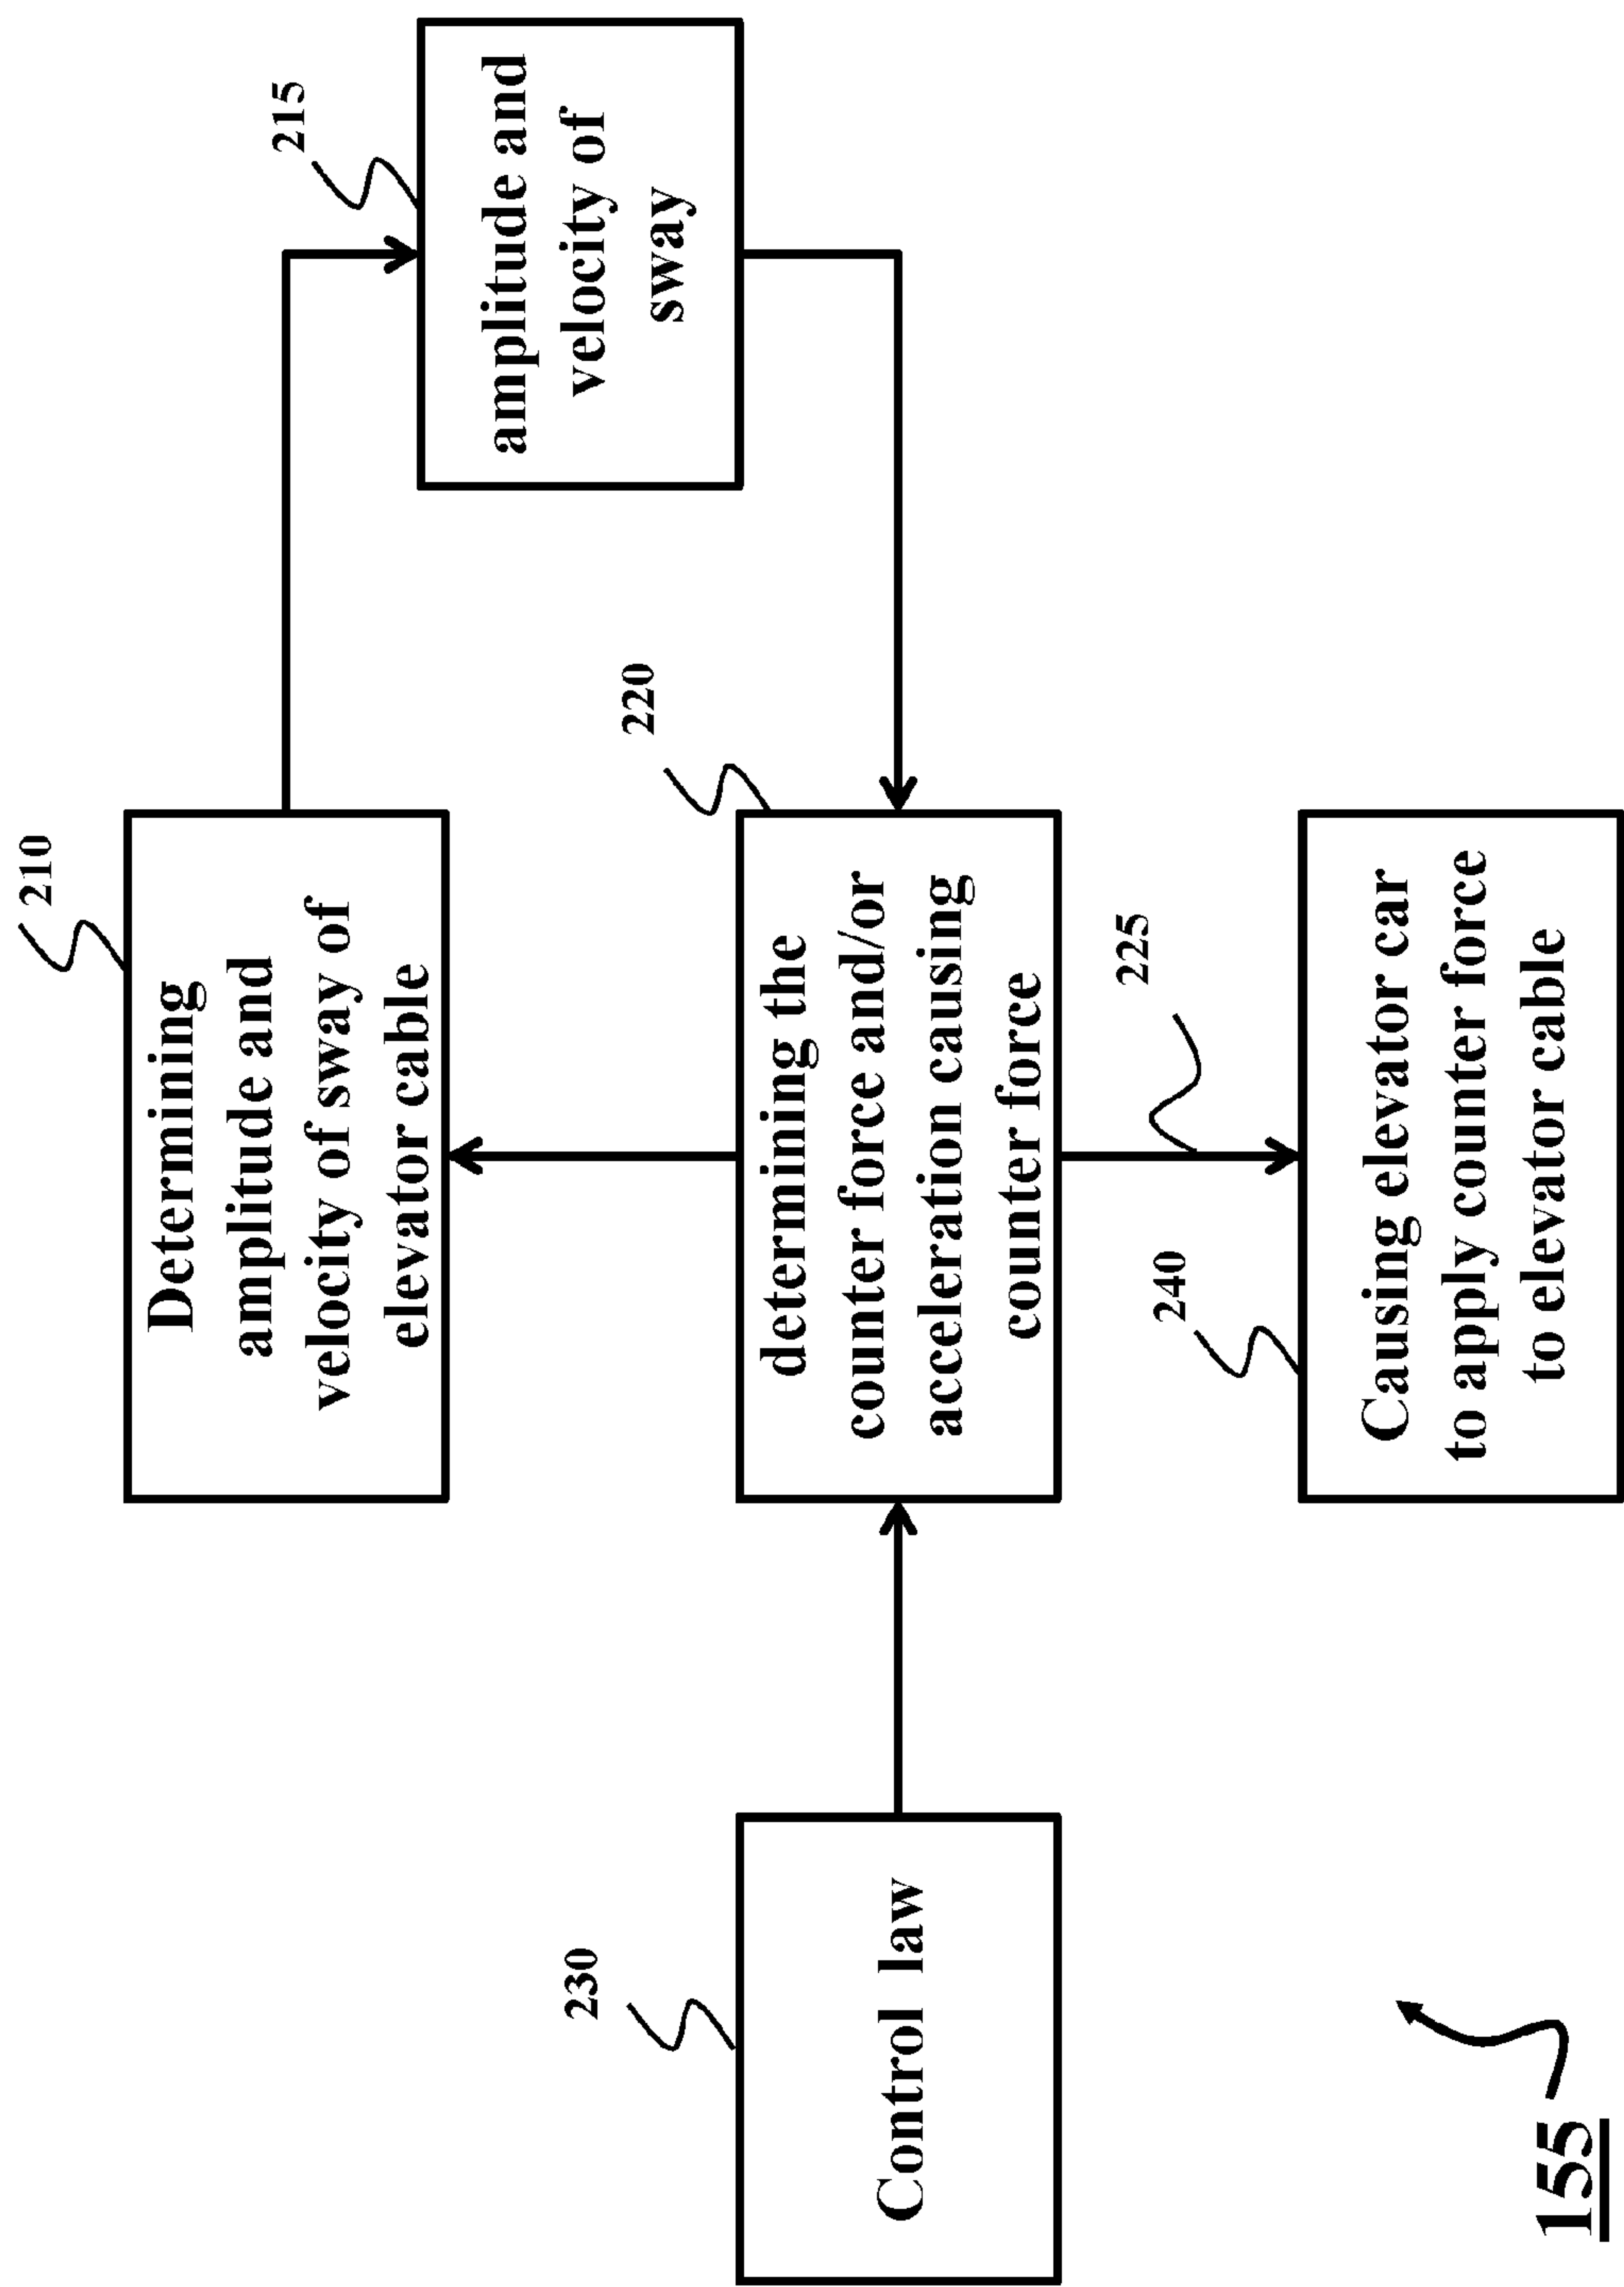 210
Determining
amplitude and
velocity of sway of
elevator cable
215
amplitude and
velocity of
sway
220
determining the
counter force and/or
acceleration causing
counter force
230
Control law
225
240
Causing elevator car
to apply counter force
to elevator cable
155